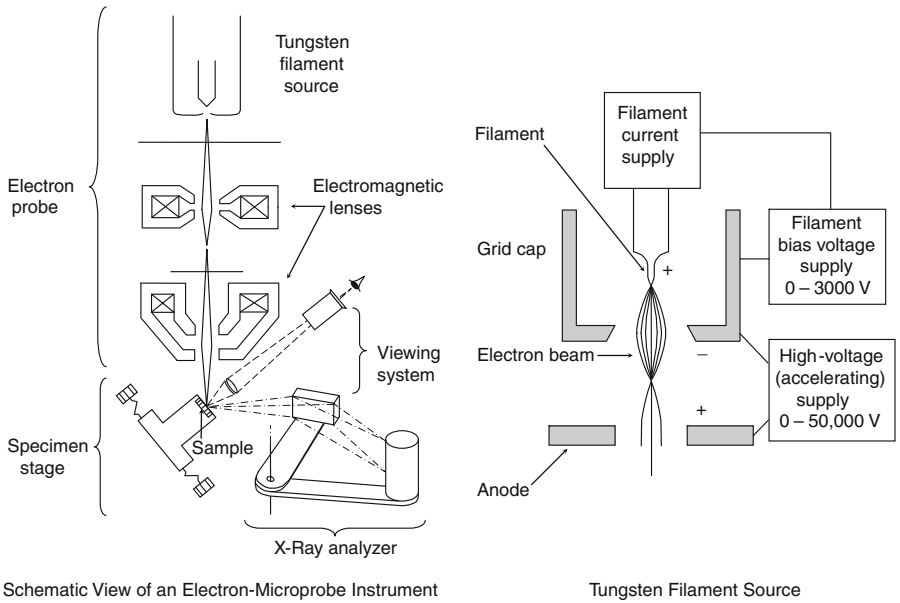 Tungsten
filament
source
Electron
probe
Electromagnetic
lenses
Viewing
system
Specimen
stage
Sample
X-Ray analyzer
Schematic View of an Electron-Microprobe Instrument
Filament
current
supply
Filament
Grid cap
+
Filament
bias voltage
supply
0 – 3000 V
Electron beam
–
High-voltage
(accelerating)
supply
0 – 50,000 V
+
Anode
Tungsten Filament Source